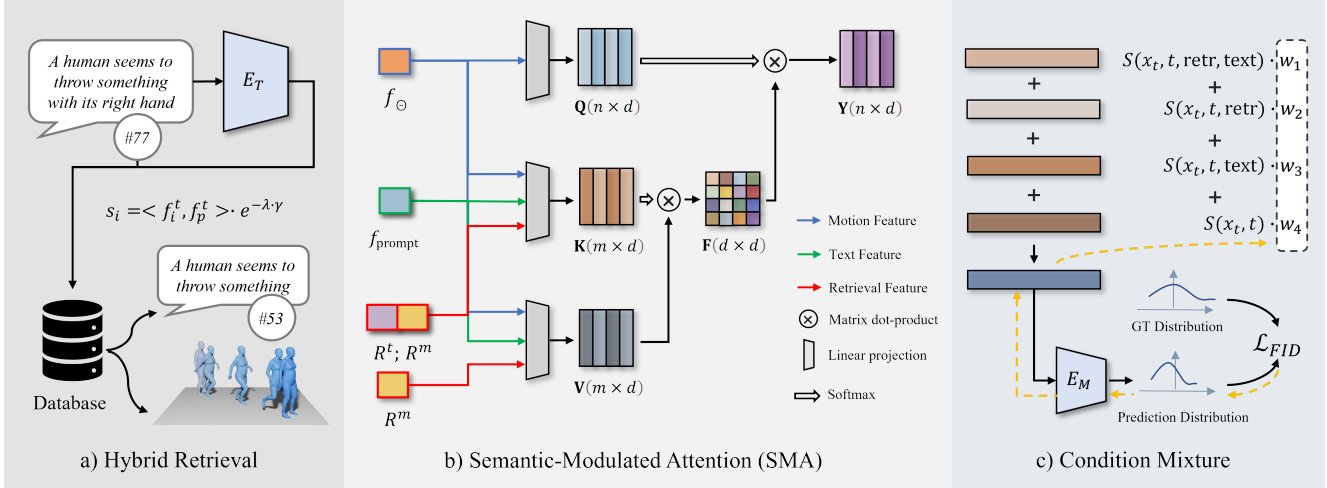 A human seems to
throw something
with its right hand
#77
E_T
s_i = < f_i^t, f_p^t > · e^{−λ·γ}
A human seems to
throw something
#53
Database
a) Hybrid Retrieval
f_Θ
Q(n × d)
Y(n × d)
f_prompt
K(m × d)
F(d × d)
R^t; R^m
R^m
V(m × d)
Motion Feature
Text Feature
Retrieval Feature
Matrix dot-product
Linear projection
Softmax
b) Semantic-Modulated Attention (SMA)
S(x_t, t, retr, text) · w_1
+ +
S(x_t, t, retr) · w_2
+ +
S(x_t, t, text) · w_3
+ +
S(x_t, t) · w_4
GT Distribution
L_FID
E_M
Prediction Distribution
c) Condition Mixture